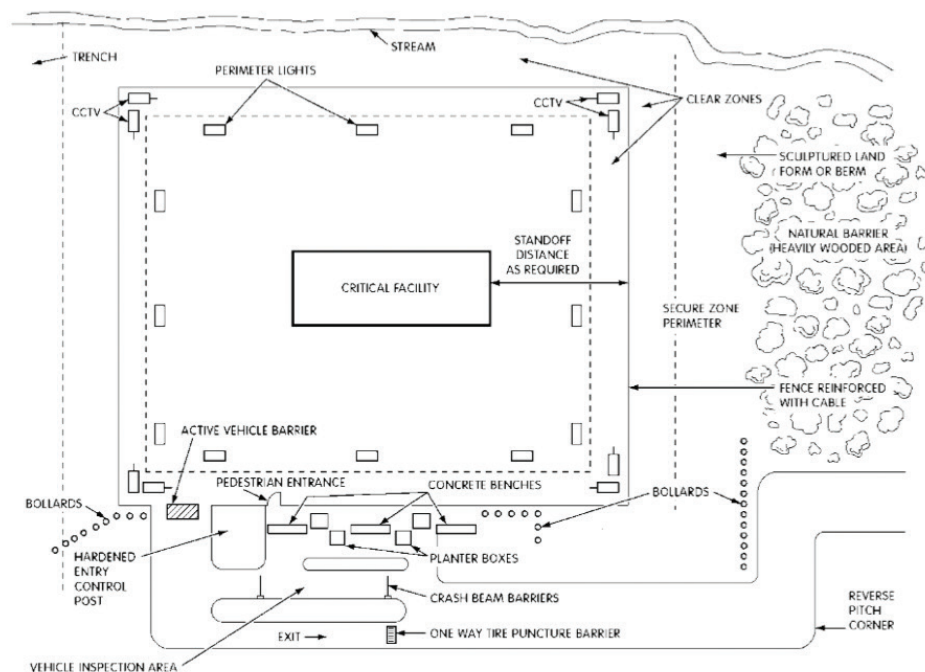 STREAM
TRENCH
PERIMETER LIGHTS
CCTV
CCTV
CLEAR ZONES
SCULPTURED LAND
FORM OR BERM
NATURAL BARRIER
(HEAVILY WOODED AREA)
STANDOFF
DISTANCE
AS REQUIRED
CRITICAL FACILITY
SECURE ZONE
PERIMETER
FENCE REINFORCED
WITH CABLE
ACTIVE VEHICLE BARRIER
PEDESTRIAN ENTRANCE
CONCRETE BENCHES
BOLLARDS
BOLLARDS
HARDENED
ENTRY
CONTROL
POST
PLANTER BOXES
CRASH BEAM BARRIERS
REVERSE
PITCH
CORNER
EXIT
ONE WAY TIRE PUNCTURE BARRIER
VEHICLE INSPECTION AREA